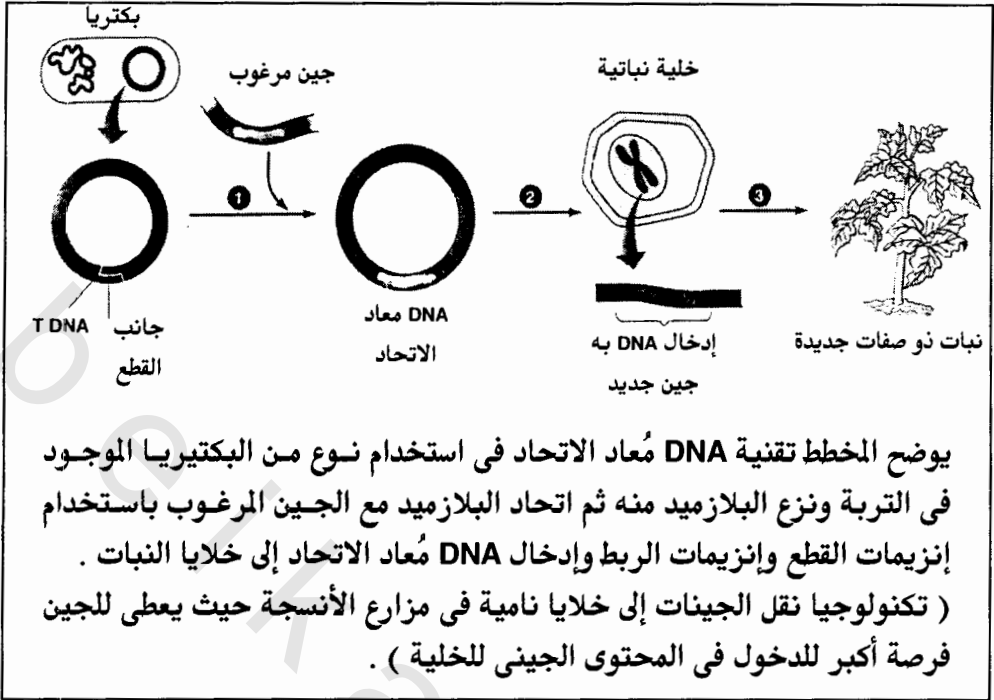 بكتريا
جين مرغوب
خلية نباتية
1
2
3
T DNA
جانب
القطع
DNA معاد
الاتحاد
إدخال DNA به
جين جديد
نبات ذو صفات جديدة
يوضح المخطط تقنية DNA مُعاد الاتحاد فى استخدام نوع من البكتيريا الموجود
فى التربة ونزع البلازميد منه ثم اتحاد البلازميد مع الجين المرغوب باستخدام
إنزيمات القطع وإنزيمات الربط وإدخال DNA مُعاد الاتحاد إلى خلايا النبات .
( تكنولوجيا نقل الجينات إلى خلايا نامية فى مزارع الأنسجة حيث يعطى للجين
فرصة أكبر للدخول فى المحتوى الجينى للخلية ) .